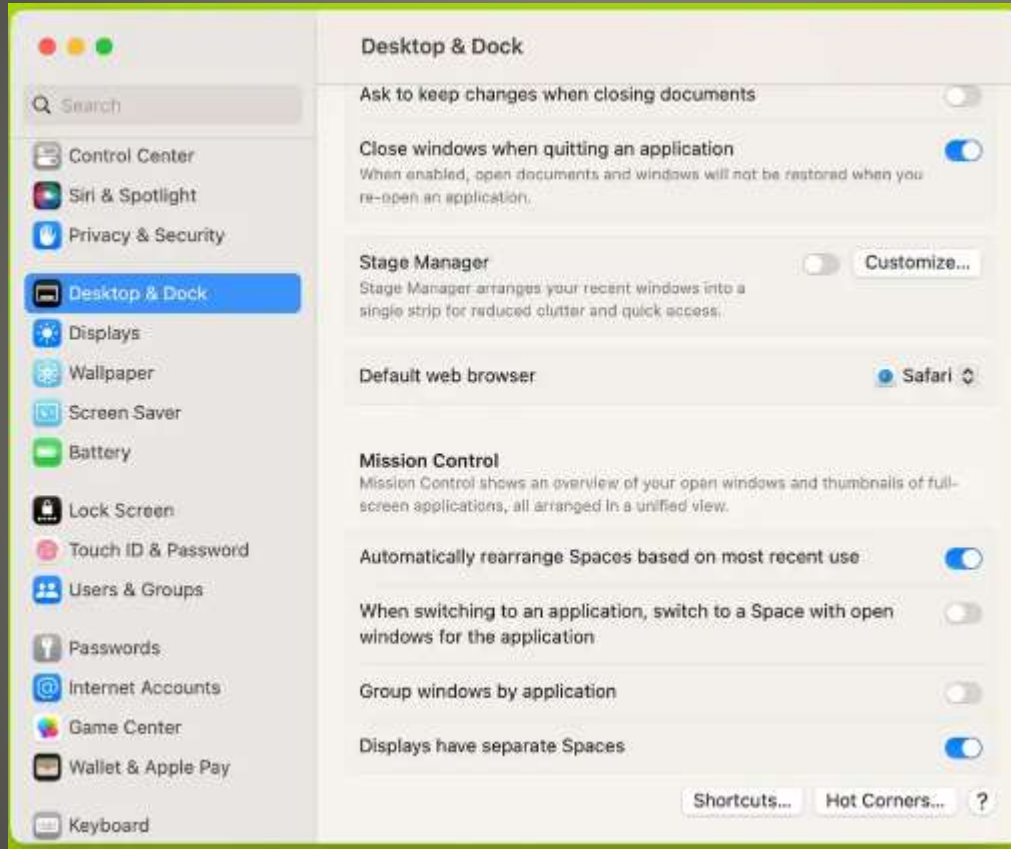 Desktop & Dock
Search
Control Center
Siri & Spotlight
Privacy & Security
Desktop & Dock
Displays
Wallpaper
Screen Saver
Battery
Lock Screen
Touch ID & Password
Users & Groups
Passwords
Internet Accounts
Game Center
Wallet & Apple Pay
Keyboard
Ask to keep changes when closing documents
Close windows when quitting an application
When enabled, open documents and windows will not be restored when you
re-open an application.
Stage Manager
Customize...
Stage Manager arranges your recent windows into a
single strip for reduced clutter and quick access.
Default web browser
Safari
Mission Control
Mission Control shows an overview of your open windows and thumbnails of full-
screen applications, all arranged in a unified view.
Automatically rearrange Spaces based on most recent use
When switching to an application, switch to a Space with open
windows for the application
Group windows by application
Displays have separate Spaces
Shortcuts...
Hot Corners...
?